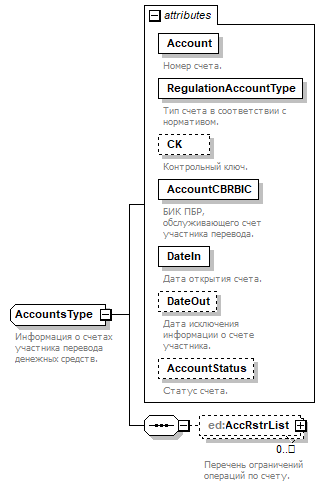 attributes
Account
Номер счета.
RegulationAccountType
Тип счета в соответствии с
нормативом.
CK
Контрольный ключ.
AccountCBRBIC
БИК ПБР,
обслуживающего счет
участника перевода.
DateIn
Дата открытия счета.
DateOut
Дата исключения
информации о счете
участника.
AccountStatus
Статус счета.
AccountsType
Информация о счетах
участника перевода
денежных средств.
ed:AccRstrList
0..□
Перечень ограничений
операций по счету.